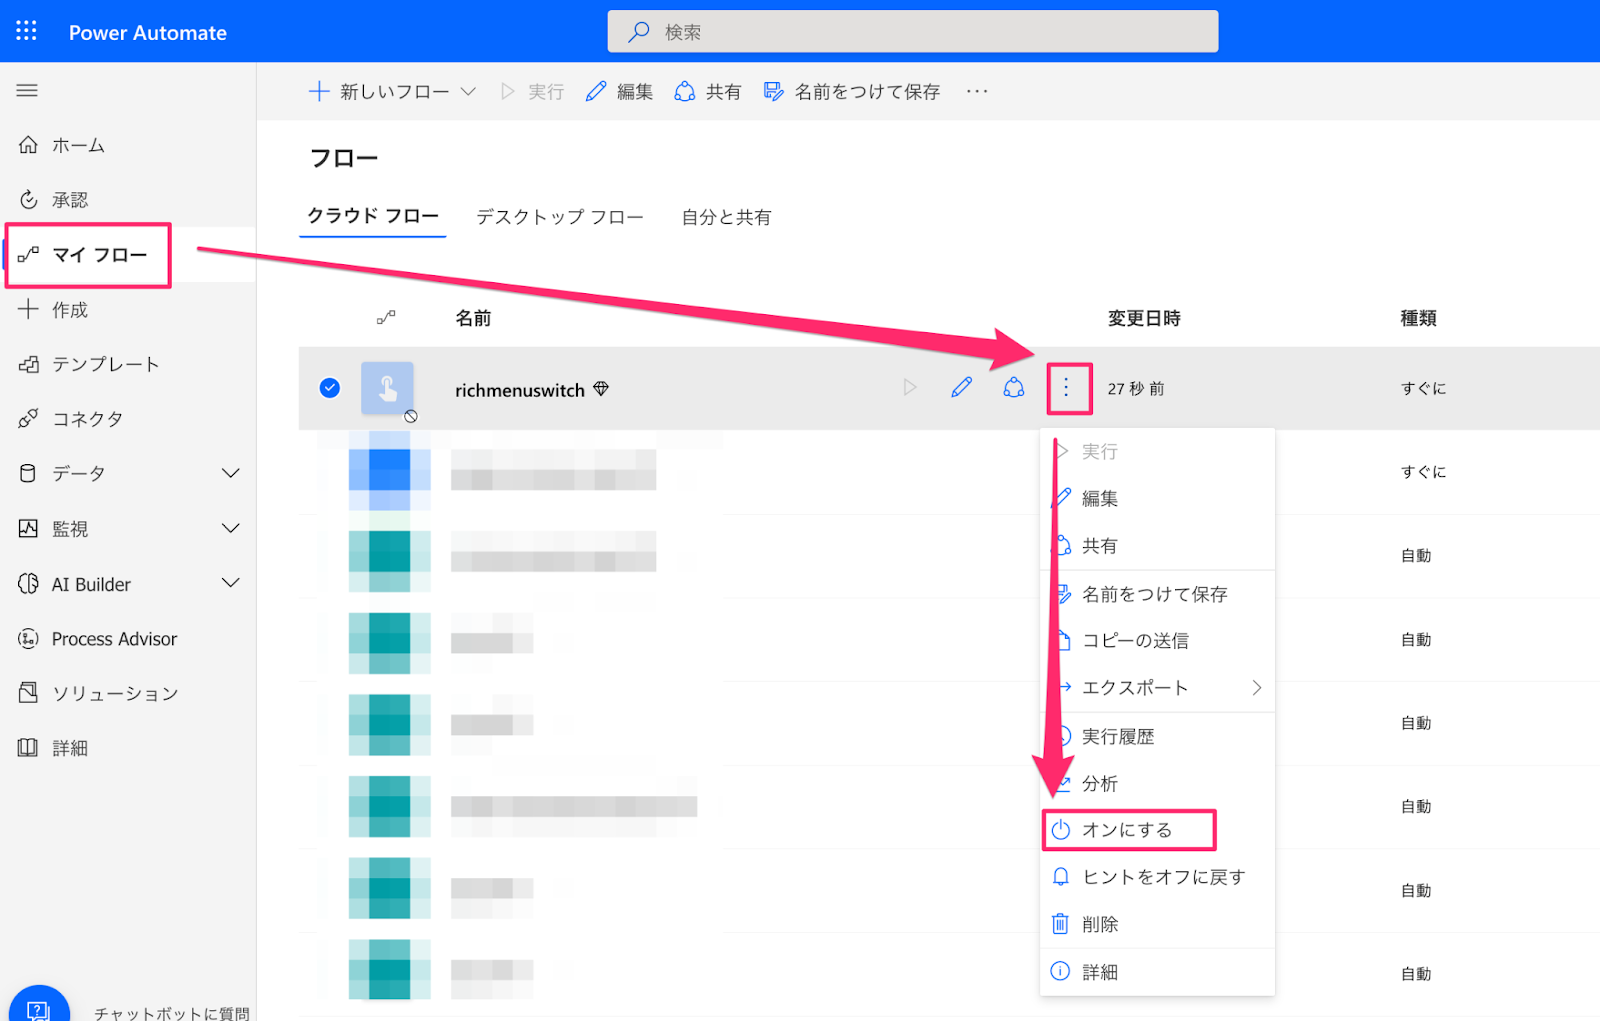 Power Automate
検索
新しいフロー
実行
編集
共有
名前をつけて保存
フロー
クラウド フロー
デスクトップ フロー
自分と共有
ホーム
承認
マイ フロー
作成
テンプレート
コネクタ
データ
監視
AI Builder
Process Advisor
ソリューション
詳細
チャットボットに質問
名前
変更日時
種類
richmenuswitch
27 秒 前
すぐに
すぐに
自動
自動
自動
自動
自動
自動
実行
編集
共有
名前をつけて保存
コピーの送信
エクスポート
実行履歴
分析
オンにする
ヒントをオフに戻す
削除
詳細